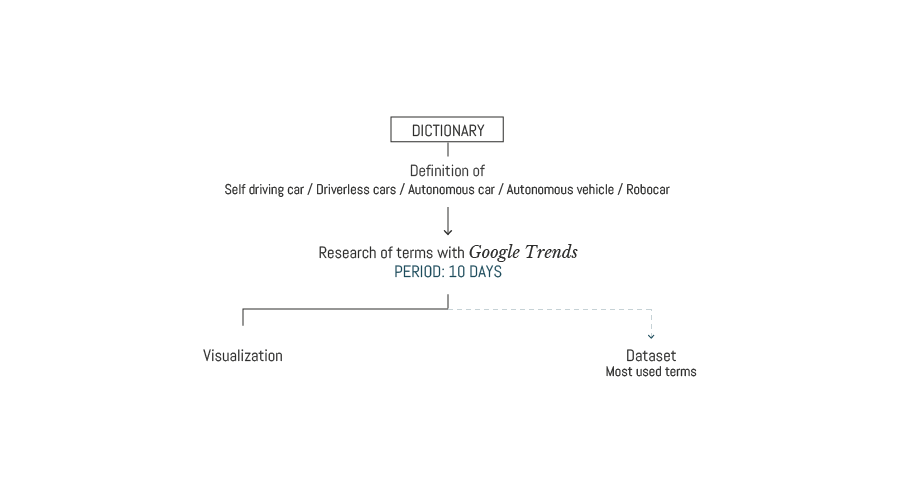 DICTIONARY
Definition of
Self driving car / Driverless cars / Autonomous car / Autonomous vehicle / Robocar
Research of terms with Google Trends
PERIOD: 10 DAYS
Visualization
Dataset
Most used terms